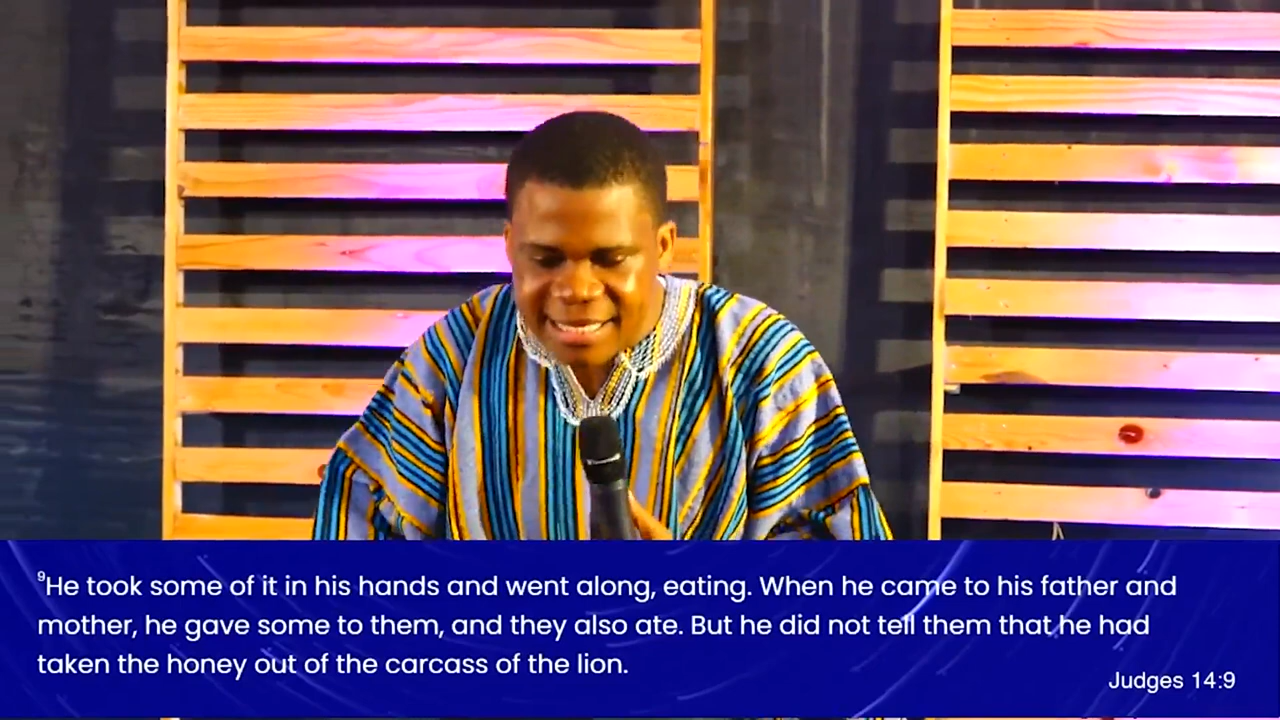 ⁹He took some of it in his hands and went along, eating. When he came to his father and
mother, he gave some to them, and they also ate. But he did not tell them that he had
taken the honey out of the carcass of the lion.
Judges 14:9